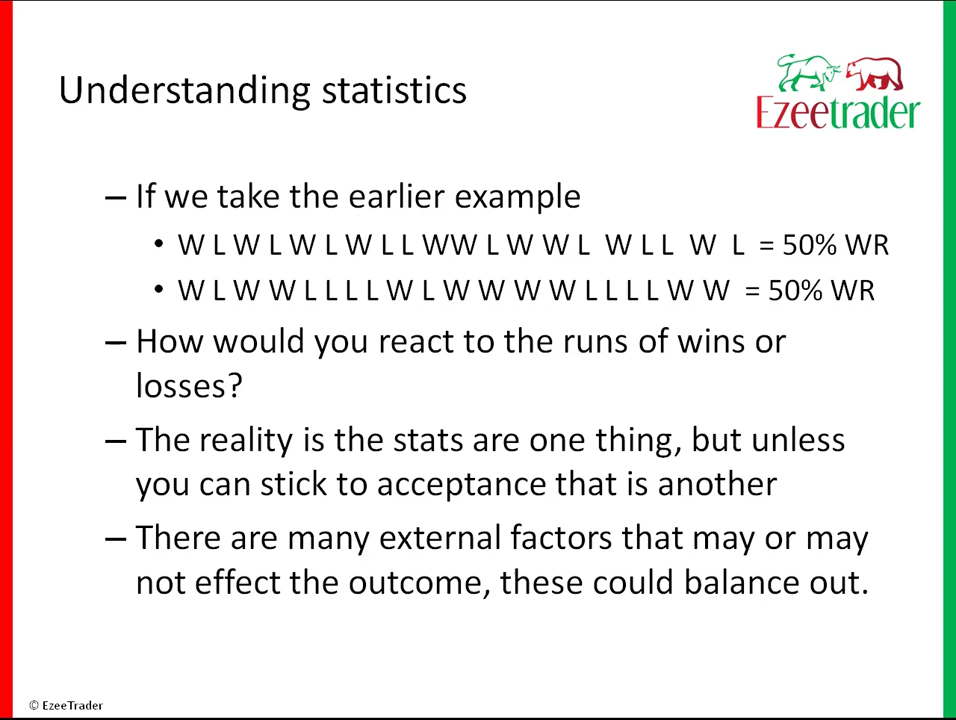 Understanding statistics
Ezeetrader
– If we take the earlier example
• W L W L W L W L L WW L W W L W L L W L = 50% WR
• W L W W L L L L W L W W W W L L L L W W = 50% WR
– How would you react to the runs of wins or
losses?
– The reality is the stats are one thing, but unless
you can stick to acceptance that is another
– There are many external factors that may or may
not effect the outcome, these could balance out.
© EzeeTrader